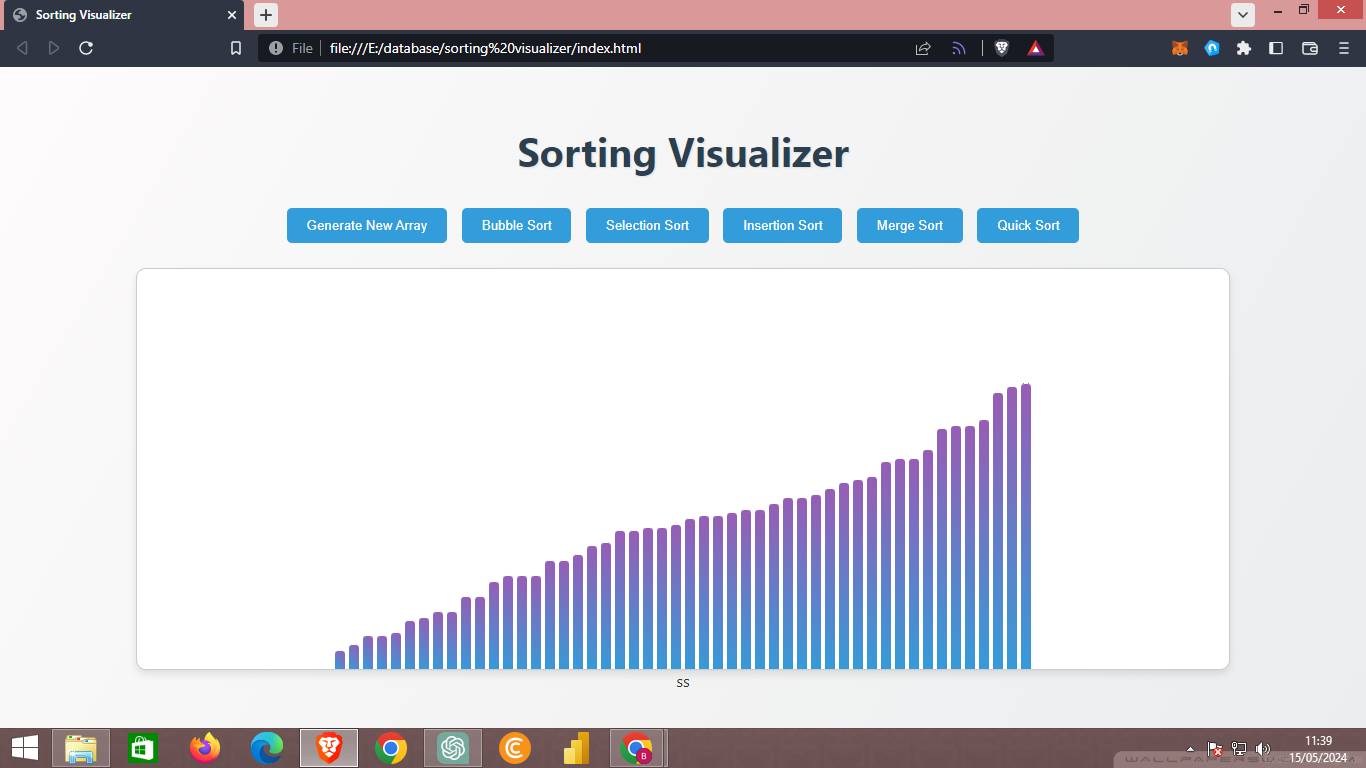 Sorting Visualizer
File
file:///E:/database/sorting%20visualizer/index.html
Sorting Visualizer
Generate New Array
Bubble Sort
Selection Sort
Insertion Sort
Merge Sort
Quick Sort
ss
11:39
15/05/2024